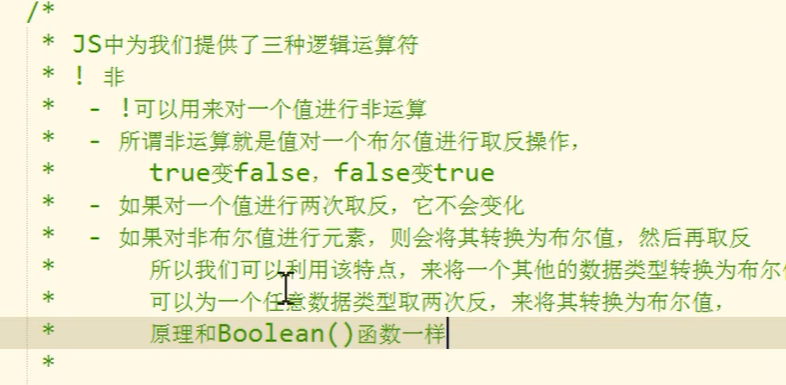 /*
* JS中为我们提供了三种逻辑运算符
* ! 非
* - !可以用来对一个值进行非运算
* - 所谓非运算就是值对一个布尔值进行取反操作，
* true变false，false变true
* - 如果对一个值进行两次取反，它不会变化
* - 如果对非布尔值进行元素，则会将其转换为布尔值，然后再取反
* 所以我们可以利用该特点，来将一个其他的数据类型转换为布尔
* 可以为一个任意数据类型取两次反，来将其转换为布尔值，
* 原理和Boolean()函数一样
*